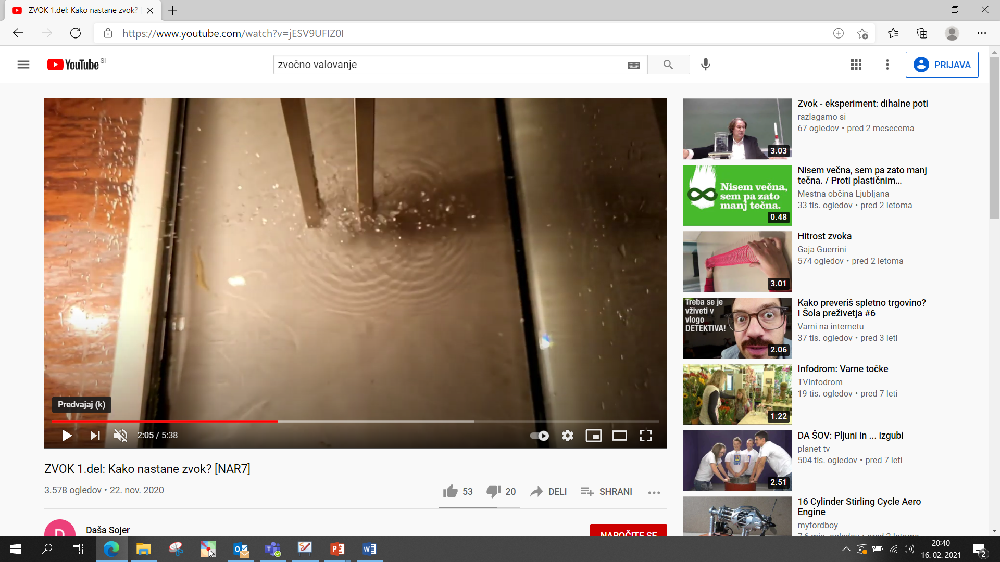 ZVOK 1.del: Kako nastane zvok?
https://www.youtube.com/watch?v=jESV9UFIZ0I
YouTube SI
zvočno valovanje
PRIJAVA
Predvajaj (k)
2:05 / 5:38
ZVOK 1.del: Kako nastane zvok? [NAR7]
3.578 ogledov • 22. nov. 2020
53
20
DELI
SHRANI
D
Daša Sojer
NAROČITE SE
3.03
Zvok - eksperiment: dihalne poti
razlagamo si
67 ogledov • pred 2 mesecema
Nisem večna,
sem pa zato
manj tečna.
0.48
Nisem večna, sem pa zato manj
tečna. / Proti plastičnim...
Mestna občina Ljubljana
33 tis. ogledov • pred 2 letoma
3.01
Hitrost zvoka
Gaja Guerrini
574 ogledov • pred 2 letoma
Treba se je
vživeti v
vlogo
DETEKTIVA!
2.06
Kako preveriš spletno trgovino?
I Šola preživetja #6
Varni na internetu
37 tis. ogledov • pred 3 leti
1.22
Infodrom: Varne točke
TVInfodrom
19 tis. ogledov • pred 7 leti
2.51
DA ŠOV: Pljuni in ... izgubi
planet tv
504 tis. ogledov • pred 7 leti
16 Cylinder Stirling Cycle Aero
Engine
myfordboy
7,6 mio. ogledov • pred 2 letoma
20:40
16. 02. 2021
2